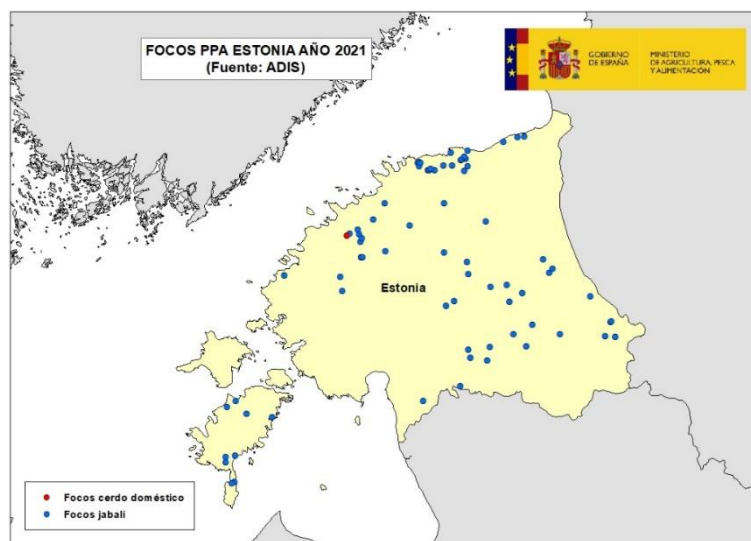 FOCOS PPA ESTONIA AÑO 2021
(Fuente: ADIS)
GOBIERNO
DE ESPAÑA
MINISTERIO
DE AGRICULTURA, PESCA
Y ALIMENTACIÓN
Estonia
Focos cerdo doméstico
Focos jabalí